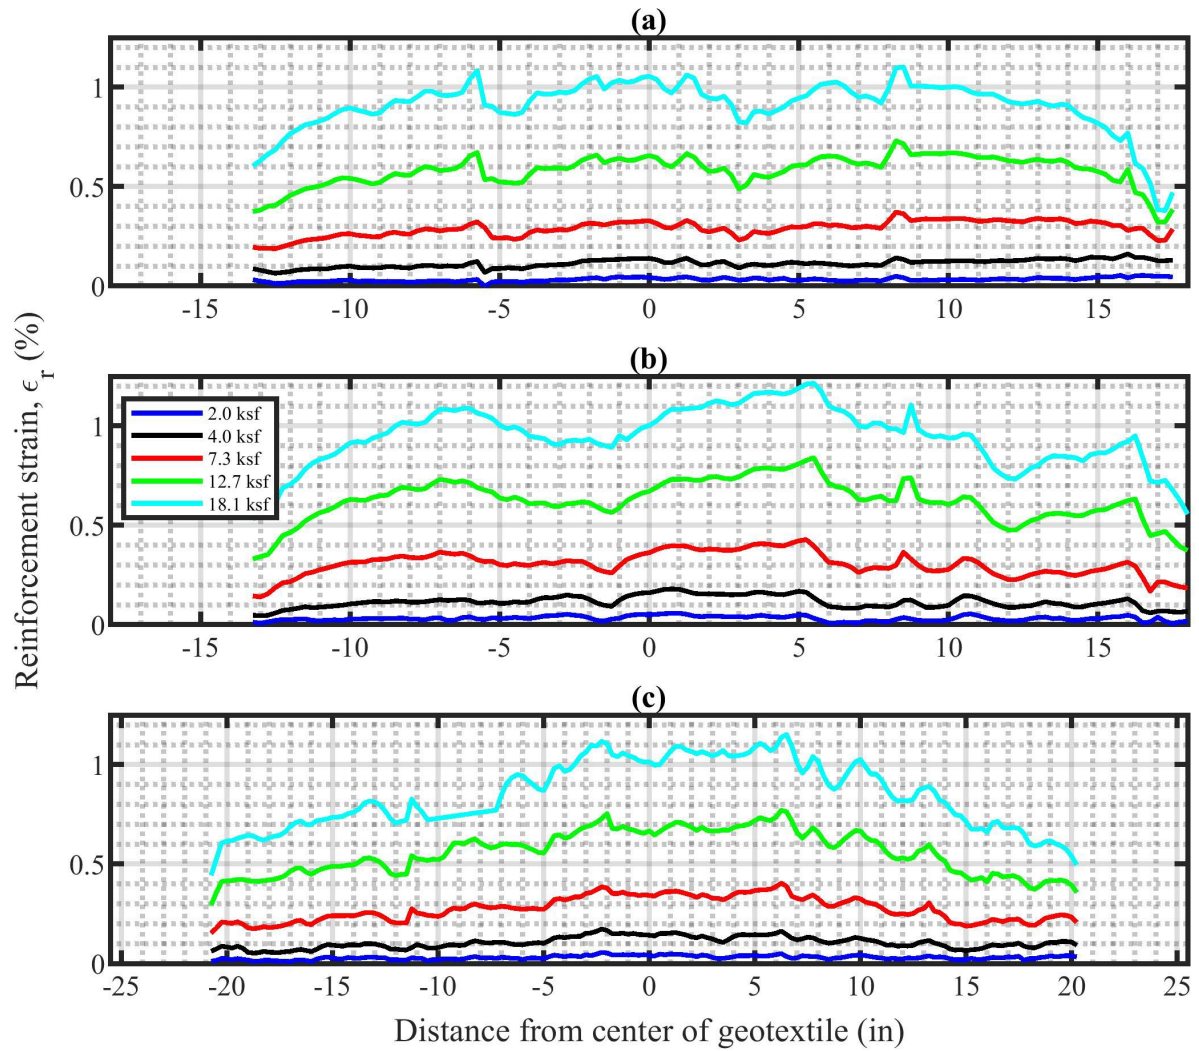 (a)
1
0.5
0
-15 -10 -5 0 5 10 15
(b)
1
0.5
0
2.0 ksf
4.0 ksf
7.3 ksf
12.7 ksf
18.1 ksf
-15 -10 -5 0 5 10 15
Reinforcement strain, ϵr (%)
(c)
1
0.5
0
-25 -20 -15 -10 -5 0 5 10 15 20 25
Distance from center of geotextile (in)